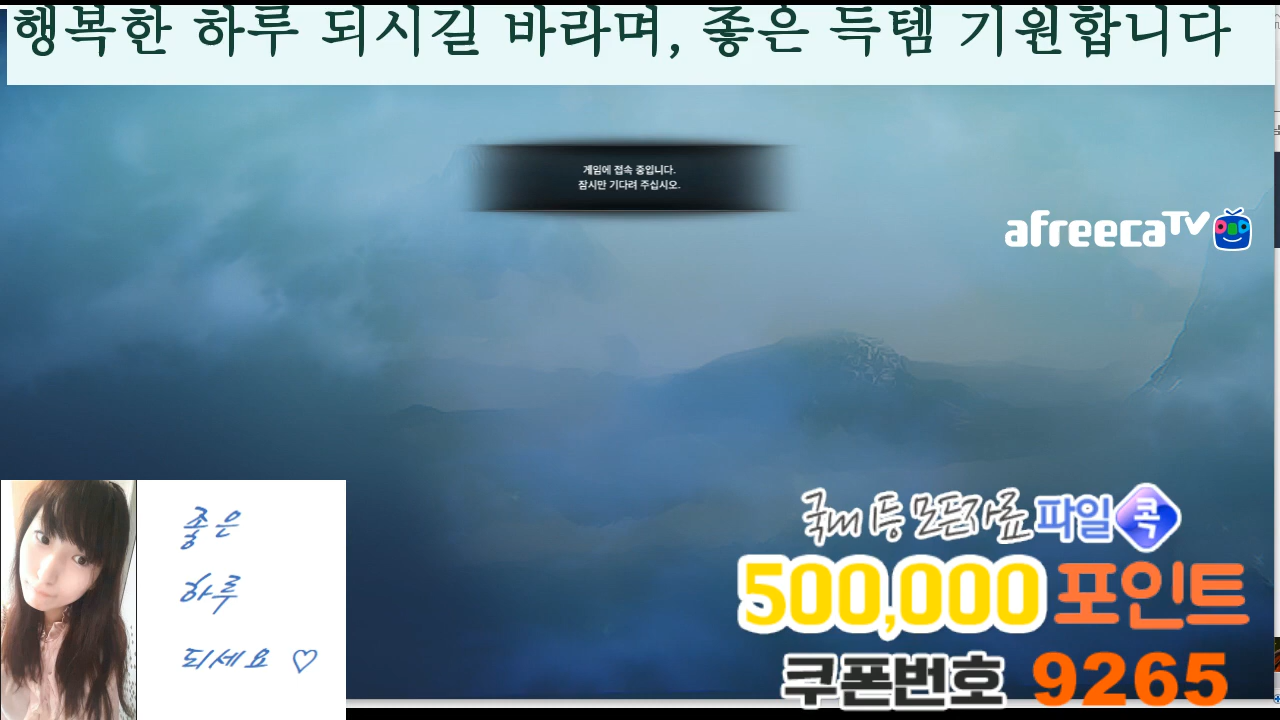 행복한 하루 되시길 바라며, 좋은 득템 기원합니다
게임에 접속 중입니다.
잠시만 기다려 주십시오.
afreecaTV
좋은
하루
되세요 ♡
국내 1등 모든자료 파일콕
500,000 포인트
쿠폰번호 9265